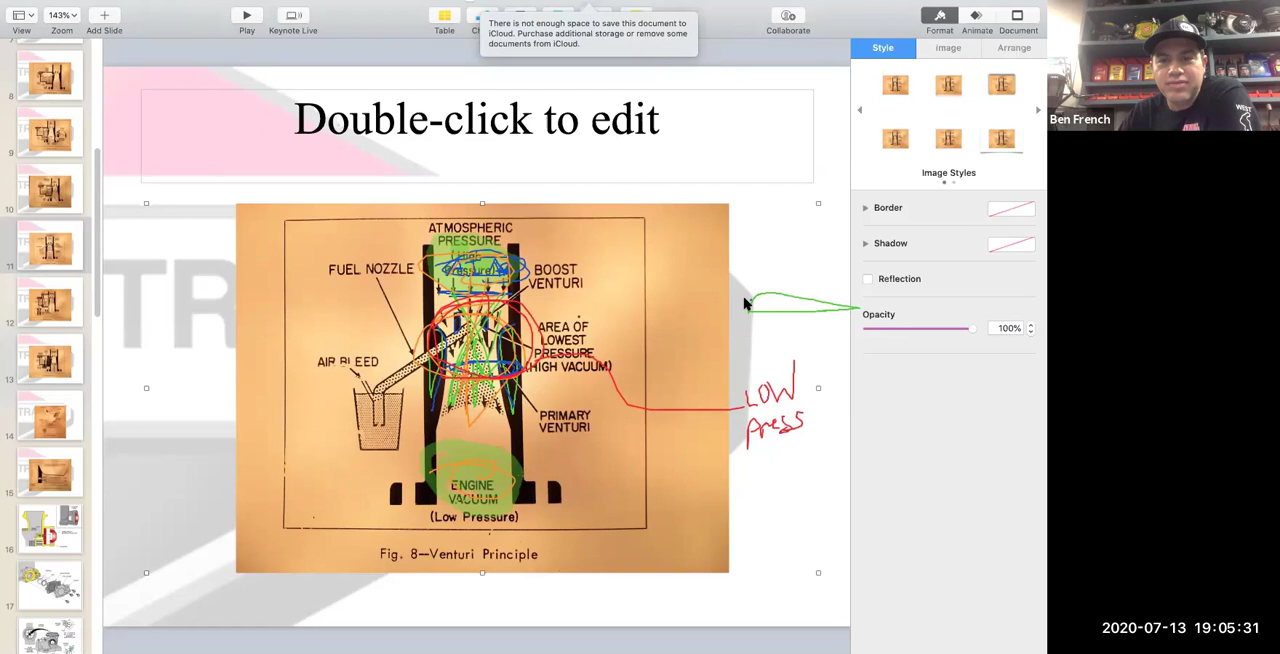 143%
View
Zoom
Add Slide
Play
Keynote Live
Table
There is not enough space to save this document to
iCloud. Purchase additional storage or remove some
documents from iCloud.
Collaborate
Format
Animate
Document
Style
Image
Arrange
Ben French
WEST
8
9
10
11
12
13
14
15
16
17
Double-click to edit
ATMOSPHERIC
PRESSURE
(High
Pressure)
FUEL NOZZLE
BOOST
VENTURI
AREA OF
LOWEST
PRESSURE
(HIGH VACUUM)
AIR BLEED
PRIMARY
VENTURI
LOW
Press
ENGINE
VACUUM
(Low Pressure)
Fig. 8—Venturi Principle
Image Styles
Border
Shadow
Reflection
Opacity
100%
2020-07-13 19:05:31